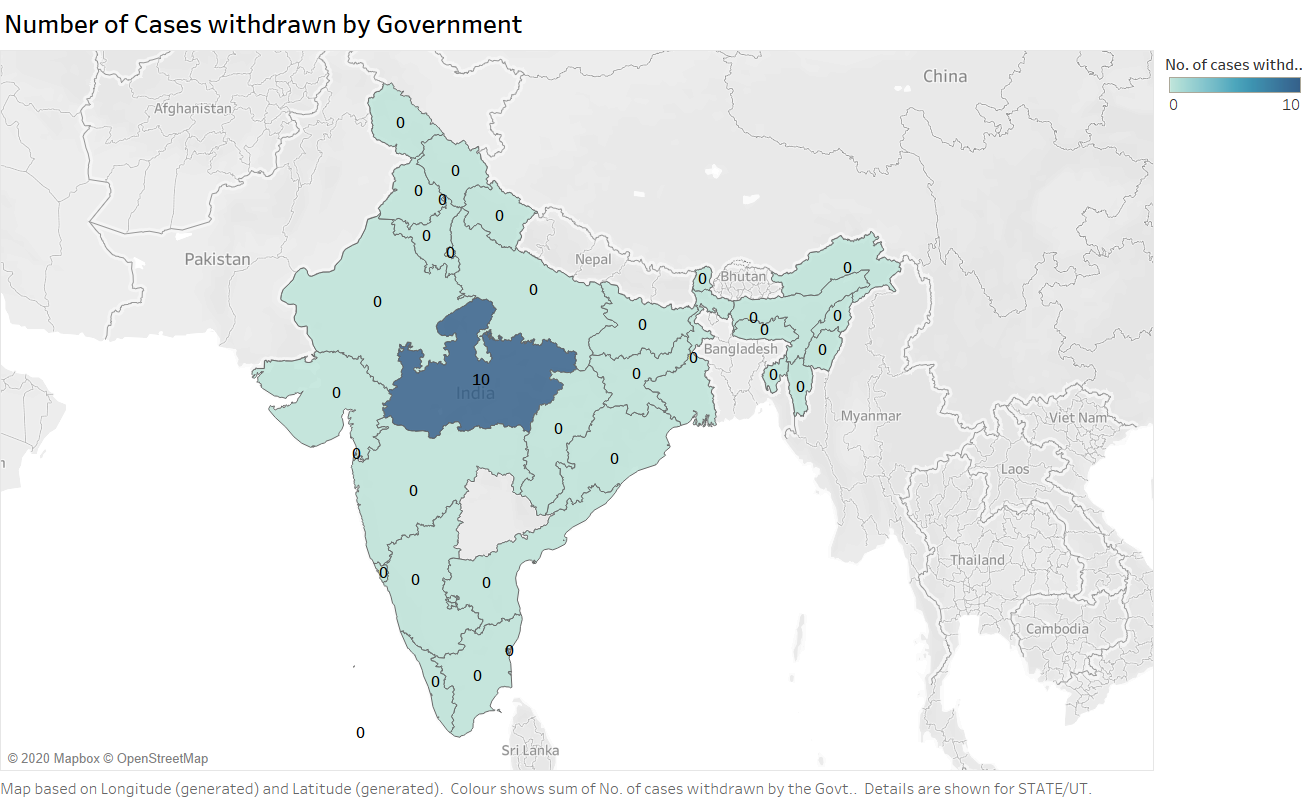 Number of Cases withdrawn by Government
No. of cases withd..
0 10
China
Afghanistan
0
0
0
0
0
0
0
Pakistan
Nepal
0
Bhutan
0
0
0
0
0
0
0
0
Bangladesh
0
0
0
0
0
10
India
0
Myanmar
Viet Nam
0
0
0
Laos
0
Thailand
0
0
0
Cambodia
0
0
0
0
Sri Lanka
n
© 2020 Mapbox © OpenStreetMap
Map based on Longitude (generated) and Latitude (generated). Colour shows sum of No. of cases withdrawn by the Govt.. Details are shown for STATE/UT.